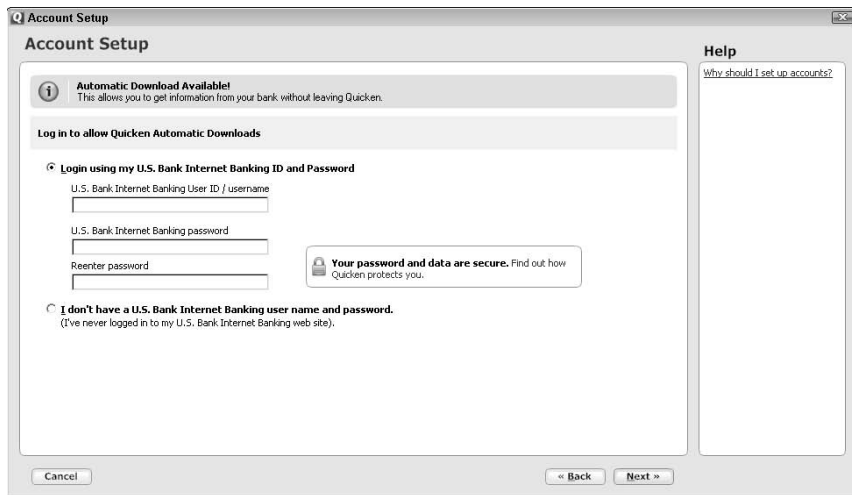 Account Setup
Account Setup
Help
Why should I set up accounts?
Automatic Download Available!
This allows you to get information from your bank without leaving Quicken.
Log in to allow Quicken Automatic Downloads
Login using my U.S. Bank Internet Banking ID and Password
U.S. Bank Internet Banking User ID / username
U.S. Bank Internet Banking password
Reenter password
Your password and data are secure. Find out how
Quicken protects you.
I don't have a U.S. Bank Internet Banking user name and password.
(I've never logged in to my U.S. Bank Internet Banking web site).
Cancel
« Back
Next »